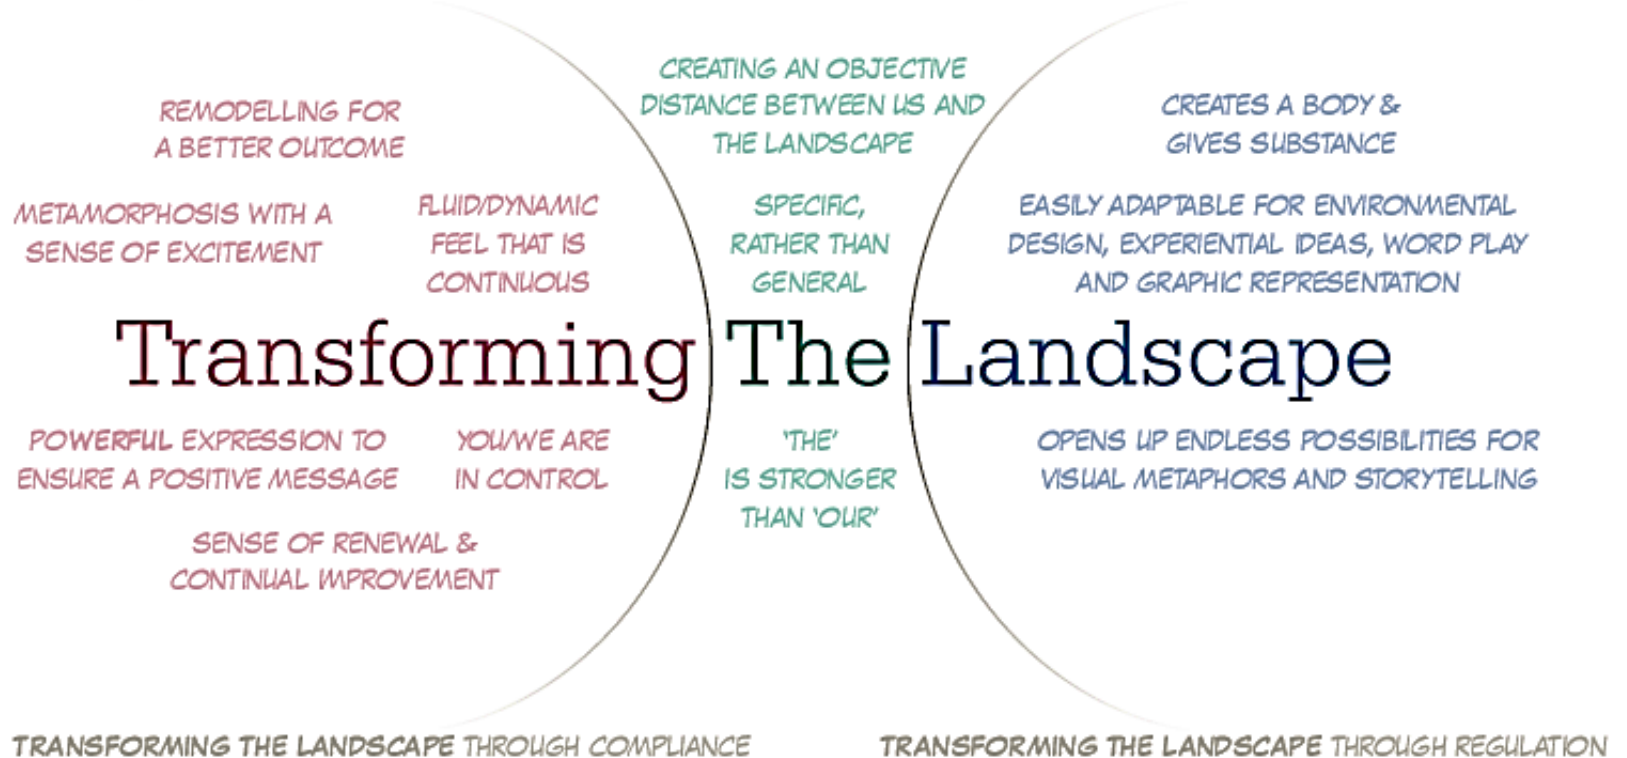 REMODELLING FOR
A BETTER OUTCOME
METAMORPHOSIS WITH A
SENSE OF EXCITEMENT
FLUID/DYNAMIC
FEEL THAT IS
CONTINUOUS
CREATING AN OBJECTIVE
DISTANCE BETWEEN US AND
THE LANDSCAPE
SPECIFIC,
RATHER THAN
GENERAL
CREATES A BODY &
GIVES SUBSTANCE
EASILY ADAPTABLE FOR ENVIRONMENTAL
DESIGN, EXPERIENTIAL IDEAS, WORD PLAY
AND GRAPHIC REPRESENTATION
Transforming The Landscape
POWERFUL EXPRESSION TO
ENSURE A POSITIVE MESSAGE
YOU/WE ARE
IN CONTROL
SENSE OF RENEWAL &
CONTINUAL IMPROVEMENT
'THE'
IS STRONGER
THAN 'OUR'
OPENS UP ENDLESS POSSIBILITIES FOR
VISUAL METAPHORS AND STORYTELLING
TRANSFORMING THE LANDSCAPE THROUGH COMPLIANCE
TRANSFORMING THE LANDSCAPE THROUGH REGULATION